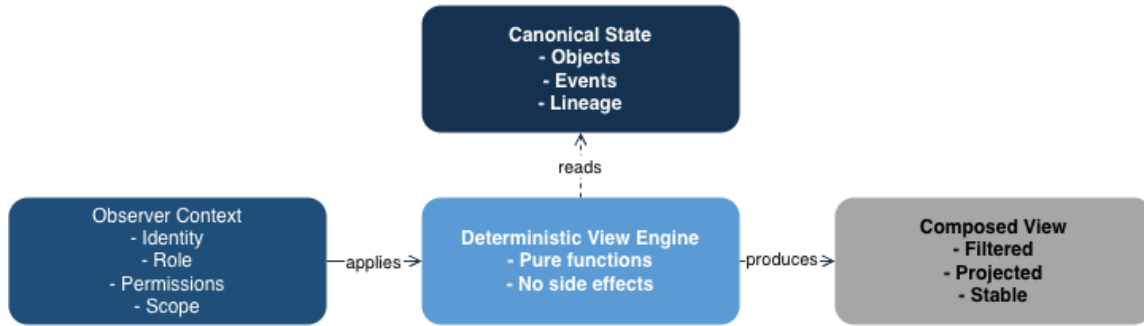 Canonical State
- Objects
- Events
- Lineage
reads
Observer Context
- Identity
- Role
- Permissions
- Scope
applies
Deterministic View Engine
- Pure functions
- No side effects
produces
Composed View
- Filtered
- Projected
- Stable